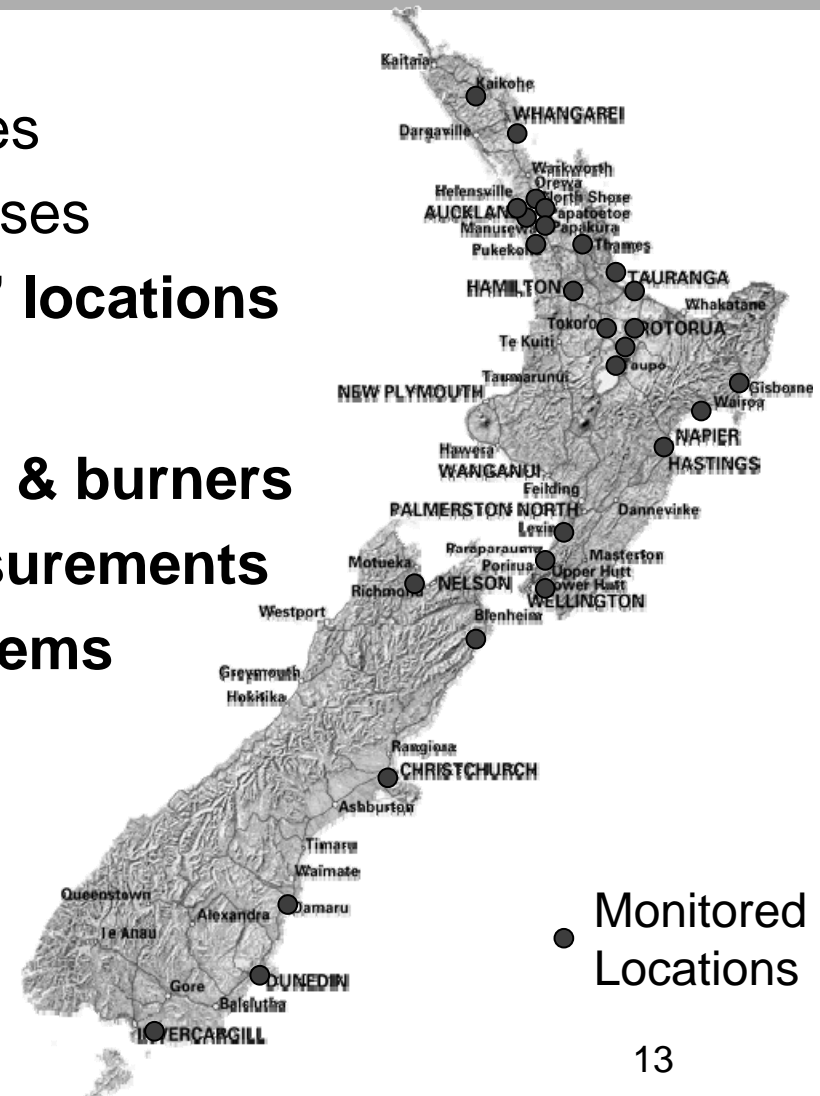 es
ses
’ locations
& burners
surements
tems
Kaitaia
Kaikohe
WHANGAREI
Dargaville
Warkworth
Orewa
Helensville
North Shore
AUCKLAND
Papatoetoe
Manurewa
Papakura
Pukekohe
Thames
TAURANGA
HAMILTON
Whakatane
Tokoro
ROTORUA
Te Kuiti
Taupo
Taumarunui
Gisborne
NEW PLYMOUTH
Wairoa
NAPIER
Hawera
HASTINGS
WANGANUI
Feilding
PALMERSTON NORTH
Dannevirke
Levin
Paraparaumu
Masterton
Motueka
Porirua
Upper Hutt
Richmond
NELSON
Lower Hutt
WELLINGTON
Westport
Blenheim
Greymouth
Hokitika
Rangiora
CHRISTCHURCH
Ashburton
Timaru
Waimate
Queenstown
Oamaru
Alexandra
Te Anau
DUNEDIN
Gore
Balclutha
INVERCARGILL
Monitored
Locations
13